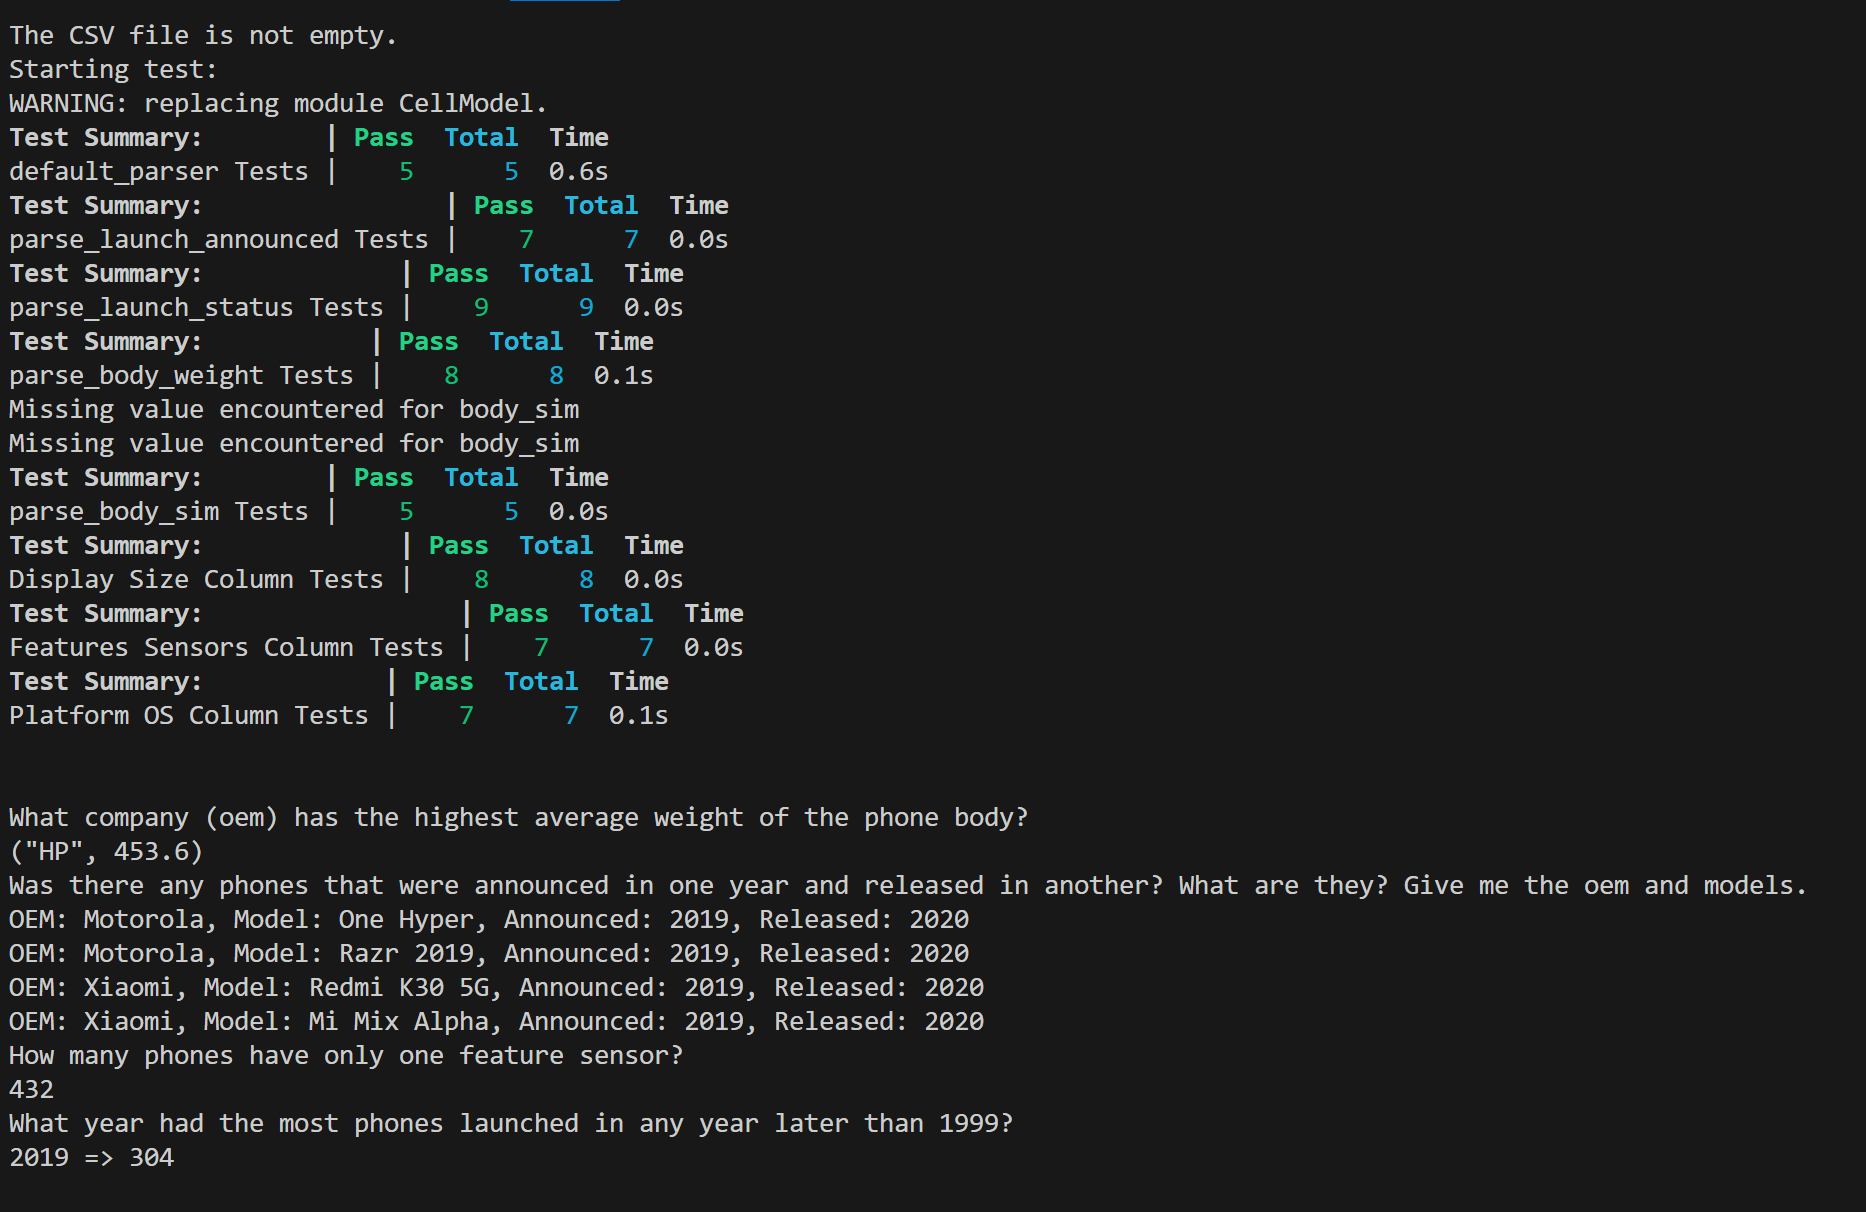 The CSV file is not empty.
Starting test:
WARNING: replacing module CellModel.
Test Summary:        | Pass  Total  Time
default_parser Tests |    5      5  0.6s
Test Summary:                | Pass  Total  Time
parse_launch_announced Tests |    7      7  0.0s
Test Summary:             | Pass  Total  Time
parse_launch_status Tests |    9      9  0.0s
Test Summary:           | Pass  Total  Time
parse_body_weight Tests |    8      8  0.1s
Missing value encountered for body_sim
Missing value encountered for body_sim
Test Summary:        | Pass  Total  Time
parse_body_sim Tests |    5      5  0.0s
Test Summary:             | Pass  Total  Time
Display Size Column Tests |    8      8  0.0s
Test Summary:                 | Pass  Total  Time
Features Sensors Column Tests |    7      7  0.0s
Test Summary:            | Pass  Total  Time
Platform OS Column Tests |    7      7  0.1s
What company (oem) has the highest average weight of the phone body?
("HP", 453.6)
Was there any phones that were announced in one year and released in another? What are they? Give me the oem and models.
OEM: Motorola, Model: One Hyper, Announced: 2019, Released: 2020
OEM: Motorola, Model: Razr 2019, Announced: 2019, Released: 2020
OEM: Xiaomi, Model: Redmi K30 5G, Announced: 2019, Released: 2020
OEM: Xiaomi, Model: Mi Mix Alpha, Announced: 2019, Released: 2020
How many phones have only one feature sensor?
432
What year had the most phones launched in any year later than 1999?
2019 => 304